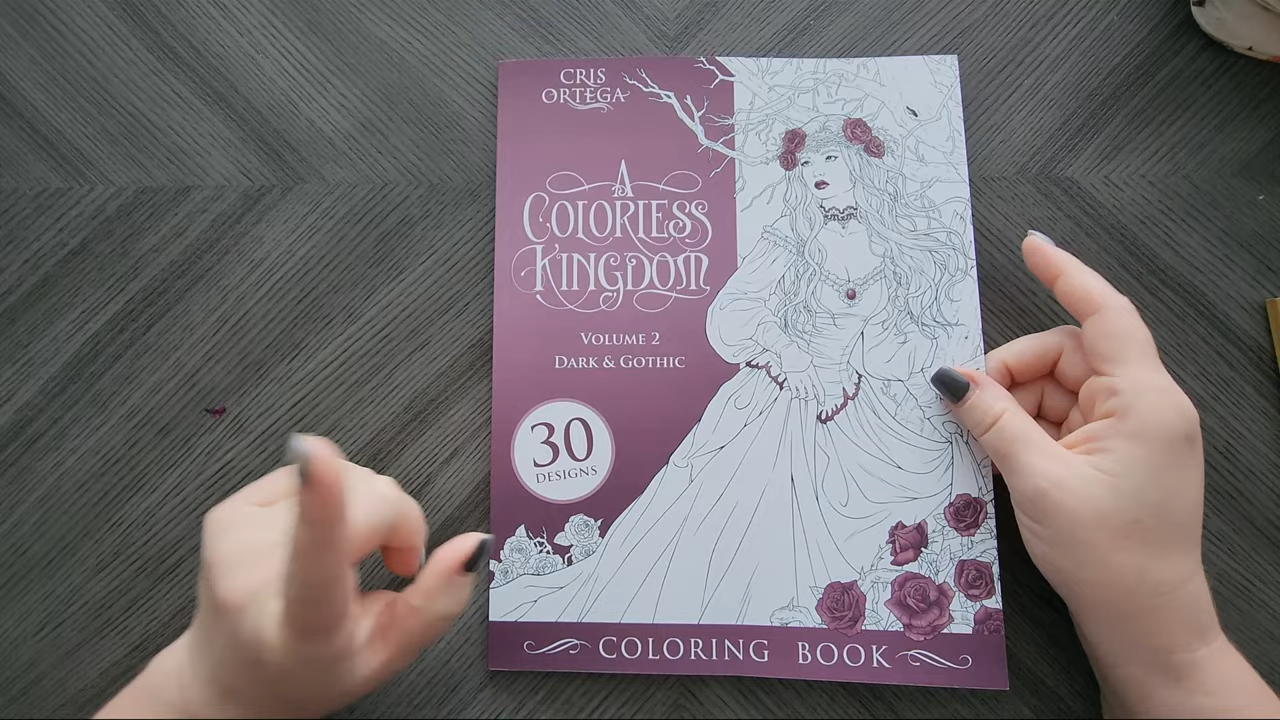 CRIS
ORTEGA
A
COLORLESS
KINGDOM
VOLUME 2
DARK & GOTHIC
30
DESIGNS
COLORING BOOK